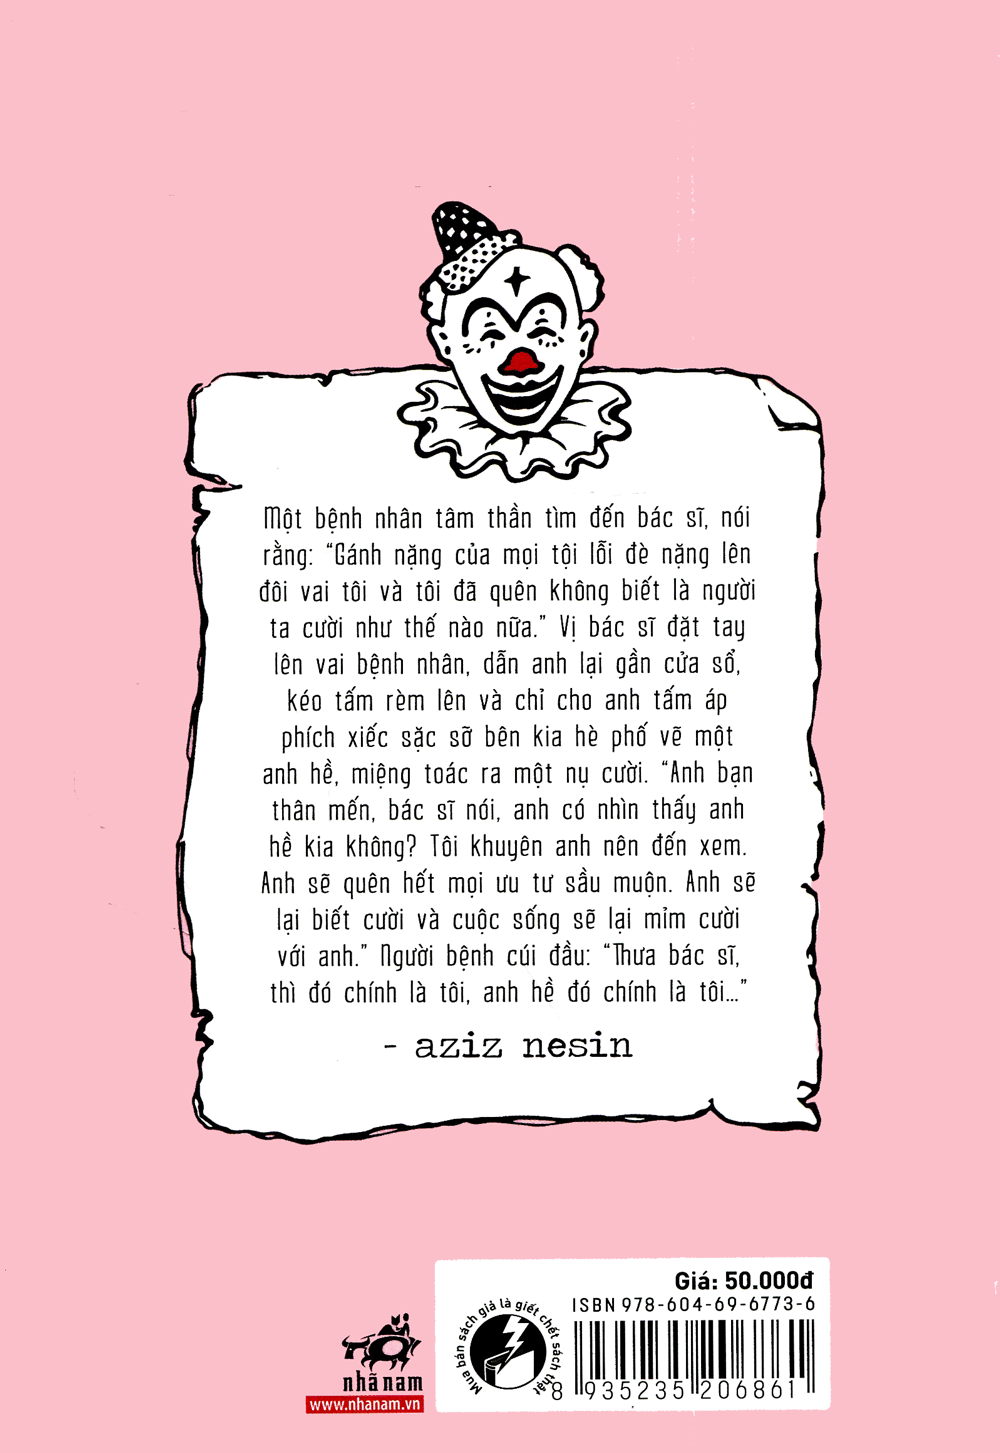 Một bệnh nhân tâm thần tìm đến bác sĩ, nói
rằng: “Gánh nặng của mọi tội lỗi đè nặng lên
đôi vai tôi và tôi đã quên không biết là người
ta cười như thế nào nữa.” Vị bác sĩ đặt tay
lên vai bệnh nhân, dẫn anh lại gần cửa sổ,
kéo tấm rèm lên và chỉ cho anh tấm áp
phích xiếc sặc sỡ bên kia hè phố vẽ một
anh hề, miệng toác ra một nụ cười. “Anh bạn
thân mến, bác sĩ nói, anh có nhìn thấy anh
hề kia không? Tôi khuyên anh nên đến xem.
Anh sẽ quên hết mọi ưu tư sầu muộn. Anh sẽ
lại biết cười và cuộc sống sẽ lại mỉm cười
với anh.” Người bệnh cúi đầu: “Thưa bác sĩ,
thì đó chính là tôi, anh hề đó chính là tôi...”
- aziz nesin
Giá: 50.000đ
ISBN 978-604-69-6773-6
Mua bán sách giả là giết chết sách thật
8 935235 206861
nhã nam
www.nhanam.vn